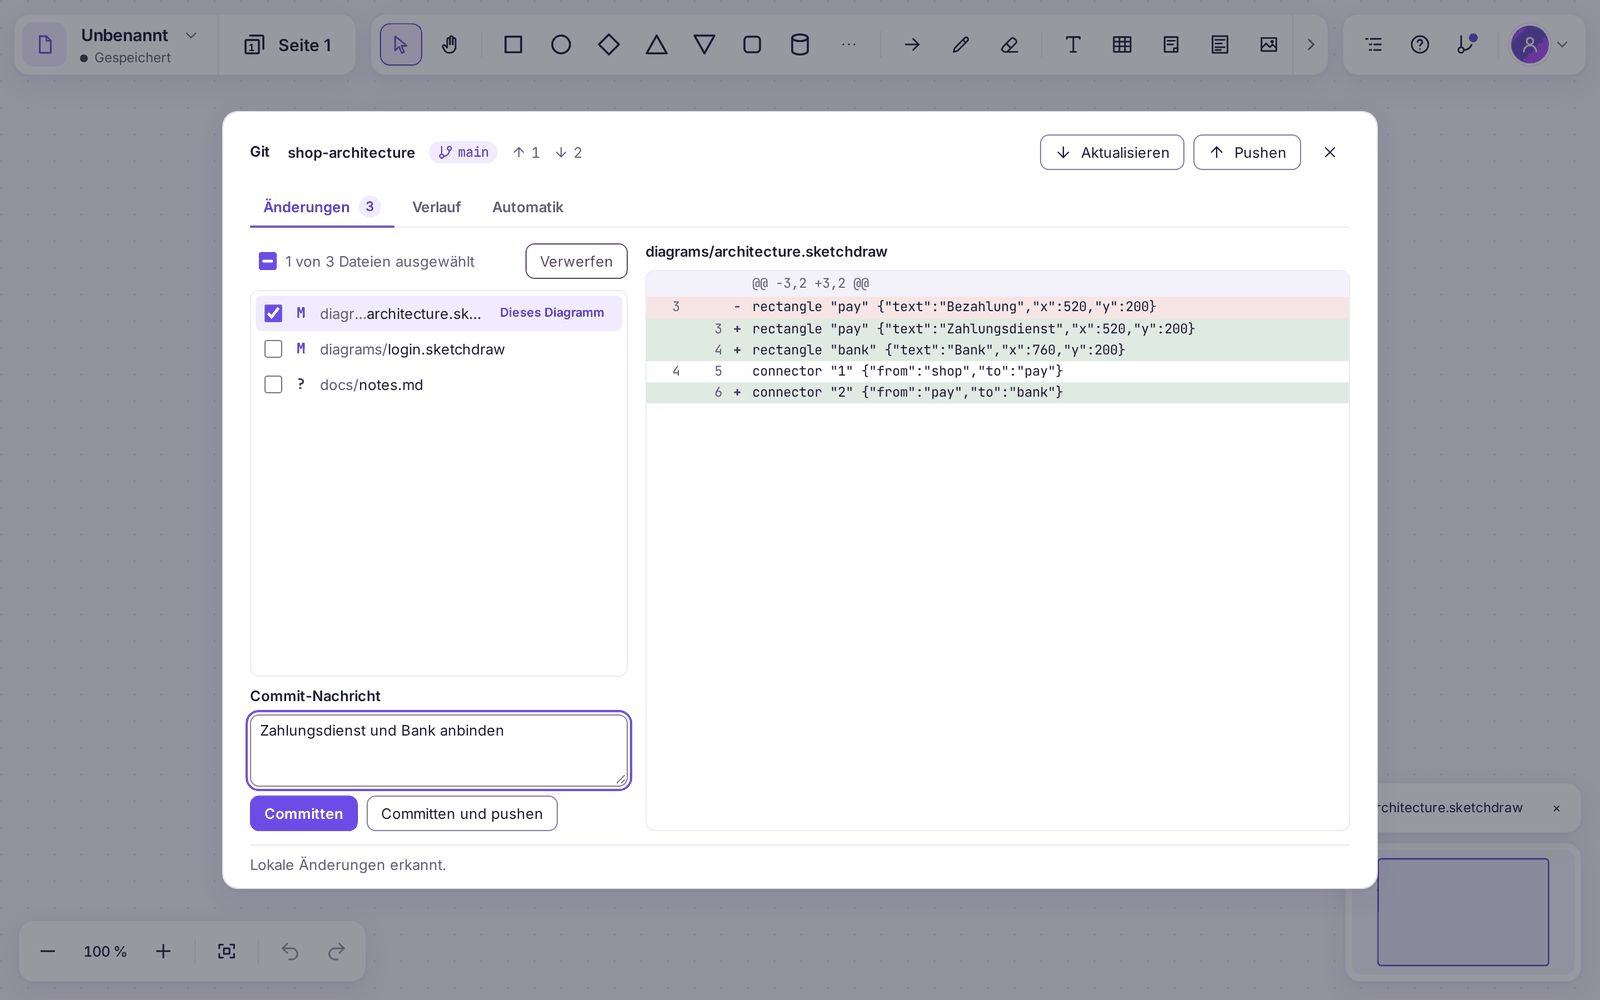 Unbenannt
Gespeichert
Seite 1
Git shop-architecture main ↑ 1 ↓ 2
Aktualisieren
Pushen
Änderungen 3
Verlauf
Automatik
1 von 3 Dateien ausgewählt
Verwerfen
M diagr...architecture.sk... Dieses Diagramm
M diagrams/login.sketchdraw
? docs/notes.md
Commit-Nachricht
Zahlungsdienst und Bank anbinden
Committen
Committen und pushen
diagrams/architecture.sketchdraw
@@ -3,2 +3,2 @@
3 - rectangle "pay" {"text":"Bezahlung","x":520,"y":200}
3 + rectangle "pay" {"text":"Zahlungsdienst","x":520,"y":200}
4 + rectangle "bank" {"text":"Bank","x":760,"y":200}
4 5 connector "1" {"from":"shop","to":"pay"}
6 + connector "2" {"from":"pay","to":"bank"}
Lokale Änderungen erkannt.
rchitecture.sketchdraw ×
100 %